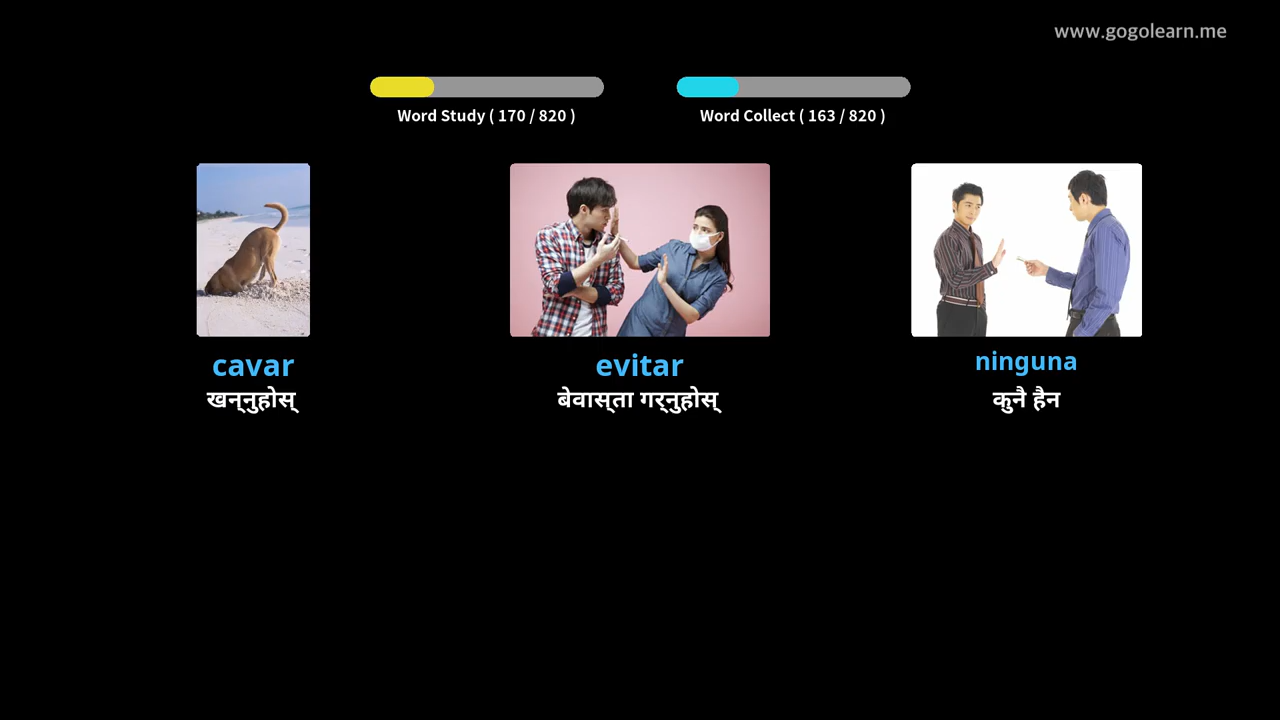 www.gogolearn.me
Word Study ( 170 / 820 )
Word Collect ( 163 / 820 )
cavar
evitar
ninguna
खन्नुहोस्
बेवास्ता गर्नुहोस्
कुनै हैन